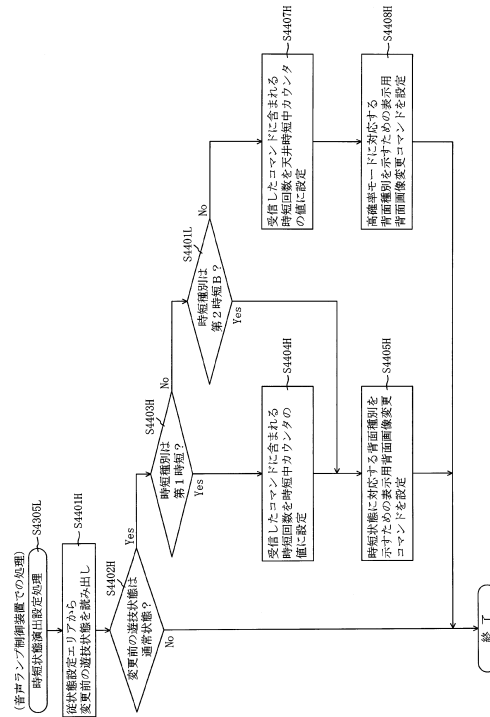 (音声ランプ制御装置での処理)
時短状態演出設定処理
S4305L
従状態設定エリアから
変更前の遊技状態を読み出し
S4401H
変更前の遊技状態は
通常状態?
S4402H
Yes
No
時短種別は
第1時短?
S4403H
Yes
No
時短種別は
第2時短B?
S4401L
Yes
No
受信したコマンドに含まれる
時短回数を時短中カウンタの
値に設定
S4404H
時短状態に対応する背面種別を
示すための表示用背面画像変更
コマンドを設定
S4405H
受信したコマンドに含まれる
時短回数を天井時短中カウンタ
の値に設定
S4407H
高確率モードに対応する
背面種別を示すための表示用
背面画像変更コマンドを設定
S4408H
終了